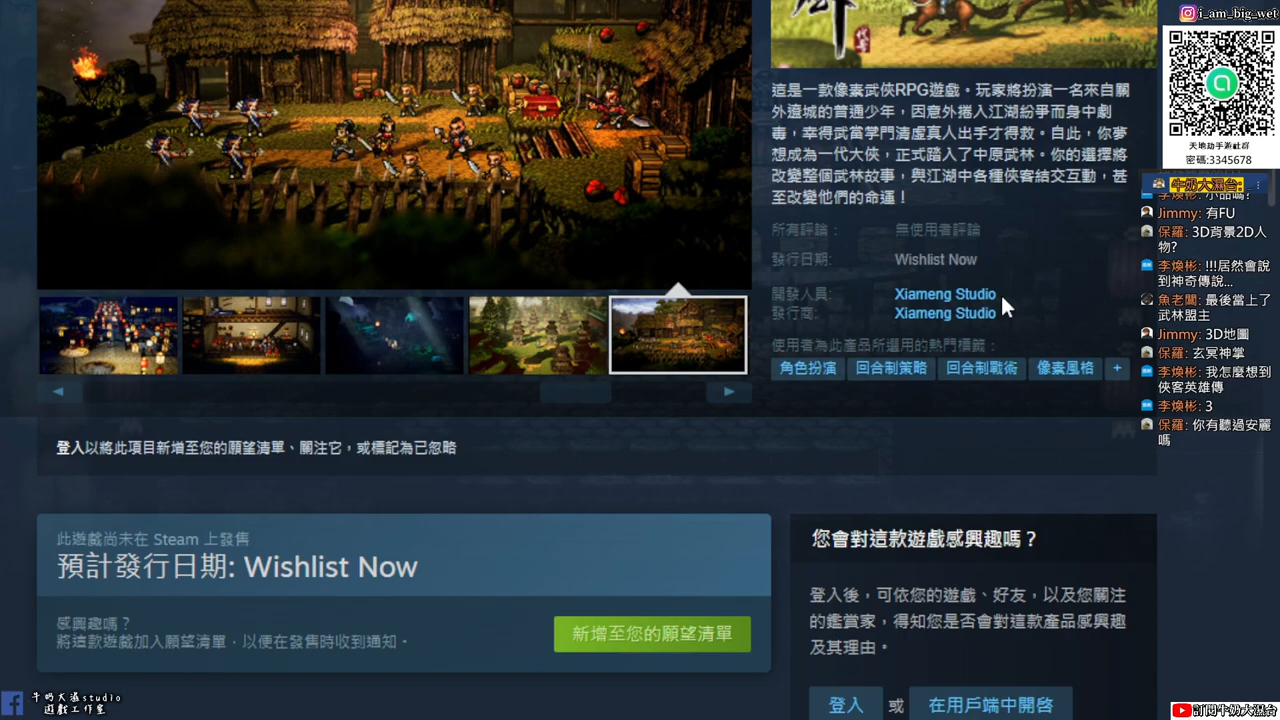 這是一款像素武俠RPG遊戲。玩家將扮演一名來自關
外遠城的普通少年，因意外捲入江湖紛爭而身中劇
毒，幸得武當掌門清虛真人出手才得救。自此，你夢
想成為一代大俠，正式踏入了中原武林。你的選擇將
改變整個武林故事，與江湖中各種俠客結交互動，甚
至改變他們的命運！
所有評論： 無使用者評論
發行日期: Wishlist Now
開發人員: Xiameng Studio
發行商: Xiameng Studio
使用者為此產品所選用的熱門標籤：
角色扮演 回合制策略 回合制戰術 像素風格 +
登入以將此項目新增至您的願望清單、關注它，或標記為已忽略
此遊戲尚未在 Steam 上發售
預計發行日期: Wishlist Now
感興趣嗎？
將這款遊戲加入願望清單，以便在發售時收到通知。
新增至您的願望清單
您會對這款遊戲感興趣嗎？
登入後，可依您的遊戲、好友，以及您關注
的鑑賞家，得知您是否會對這款產品感興趣
及其理由。
登入 或 在用戶端中開啓
i_am_big_wet
天地劫手遊社群
密碼:3345678
牛奶大濕台:
李煥彬: 小品嗎?
Jimmy: 有FU
保羅: 3D背景2D人
物?
李煥彬: !!!居然會說
到神奇傳說...
魚老闆: 最後當上了
武林盟主
Jimmy: 3D地圖
保羅: 玄冥神掌
李煥彬: 我怎麼想到
俠客英雄傳
李煥彬: 3
保羅: 你有聽過安麗
嗎
牛奶大濕studio
遊戲工作室
訂閱牛奶大濕台